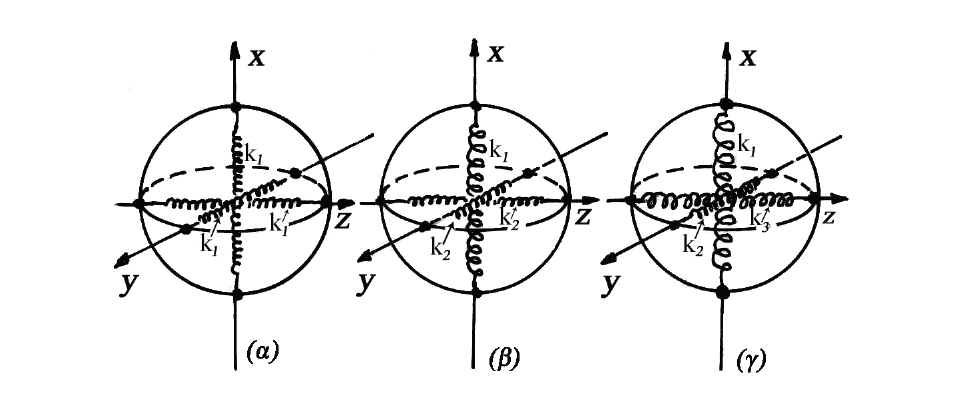 x
k₁
k₁
k₁
z
y
(α)
x
k₁
k₂
k₂
z
y
(β)
x
k₁
k₃
k₂
z
y
(γ)